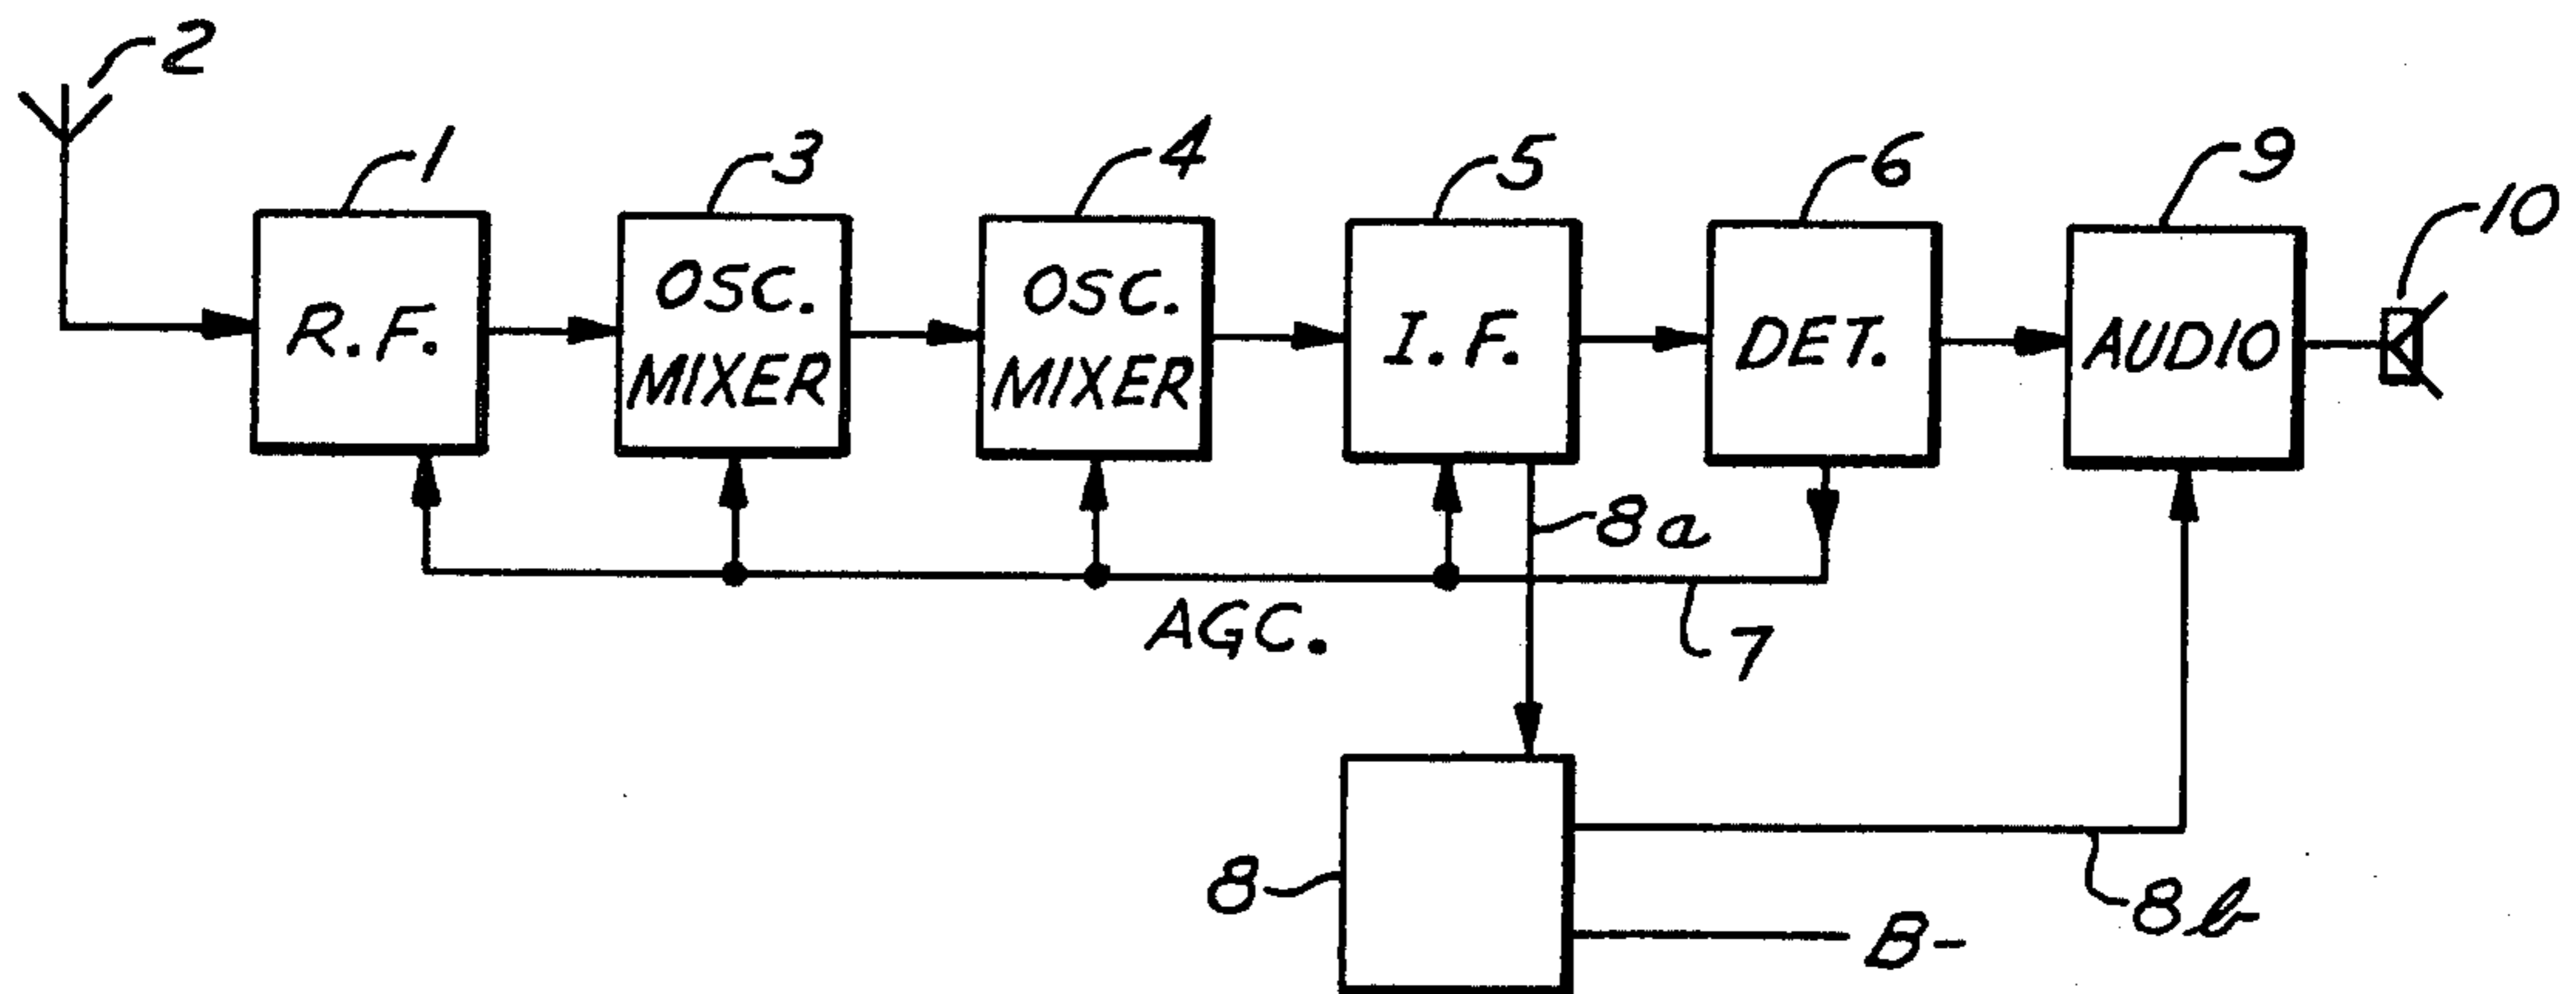 2
1
3
4
5
6
9
10
R.F.
OSC.
MIXER
OSC.
MIXER
I.F.
DET.
AUDIO
8a
AGC.
7
8
8b
B-